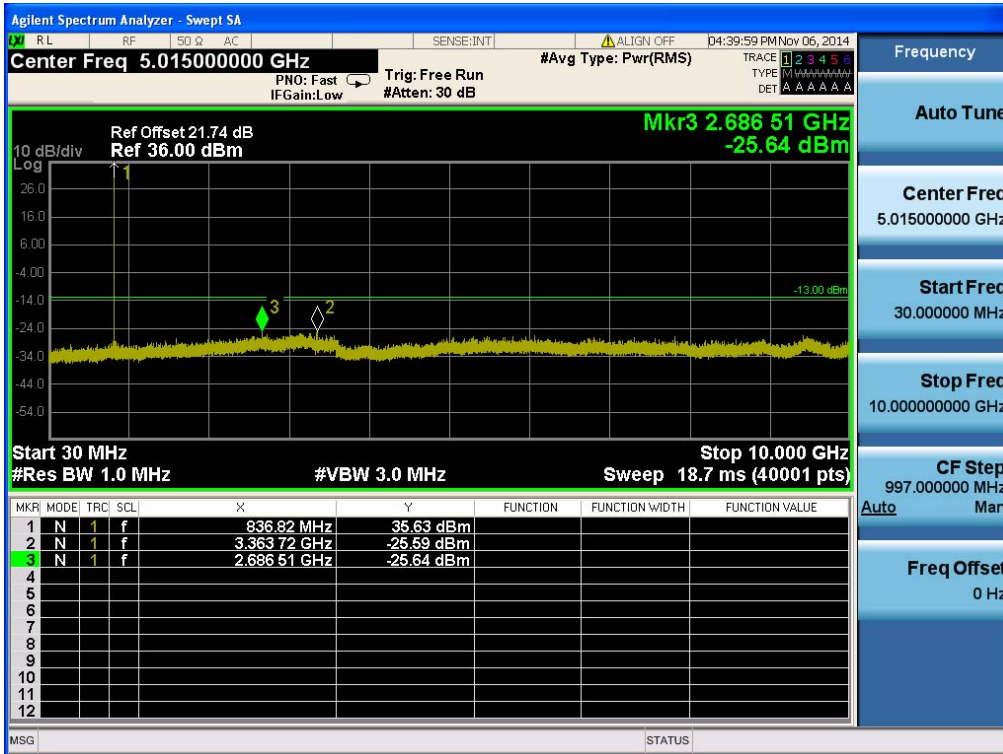 Agilent Spectrum Analyzer - Swept SA
LXI RL RF 50 Ω AC SENSE:INT ALIGN OFF 04:39:59 PM Nov 06, 2014
Center Freq 5.015000000 GHz
PNO: Fast
IFGain:Low
Trig: Free Run
#Atten: 30 dB
#Avg Type: Pwr(RMS)
TRACE 1 2 3 4 5 6
TYPE M
DET A A A A A A
Ref Offset 21.74 dB
10 dB/div Ref 36.00 dBm
Log
Mkr3 2.686 51 GHz
-25.64 dBm
1
26.0
16.0
6.00
-4.00
-13.00 dBm
-14.0
3
2
-24.0
-34.0
-44.0
-54.0
Start 30 MHz Stop 10.000 GHz
#Res BW 1.0 MHz #VBW 3.0 MHz Sweep 18.7 ms (40001 pts)
MKR MODE TRC SCL X Y FUNCTION FUNCTION WIDTH FUNCTION VALUE
1 N 1 f 836.82 MHz 35.63 dBm
2 N 1 f 3.363 72 GHz -25.59 dBm
3 N 1 f 2.686 51 GHz -25.64 dBm
4
5
6
7
8
9
10
11
12
MSG STATUS
Frequency
Auto Tune
Center Freq
5.015000000 GHz
Start Freq
30.000000 MHz
Stop Freq
10.000000000 GHz
CF Step
997.000000 MHz
Auto Man
Freq Offset
0 Hz